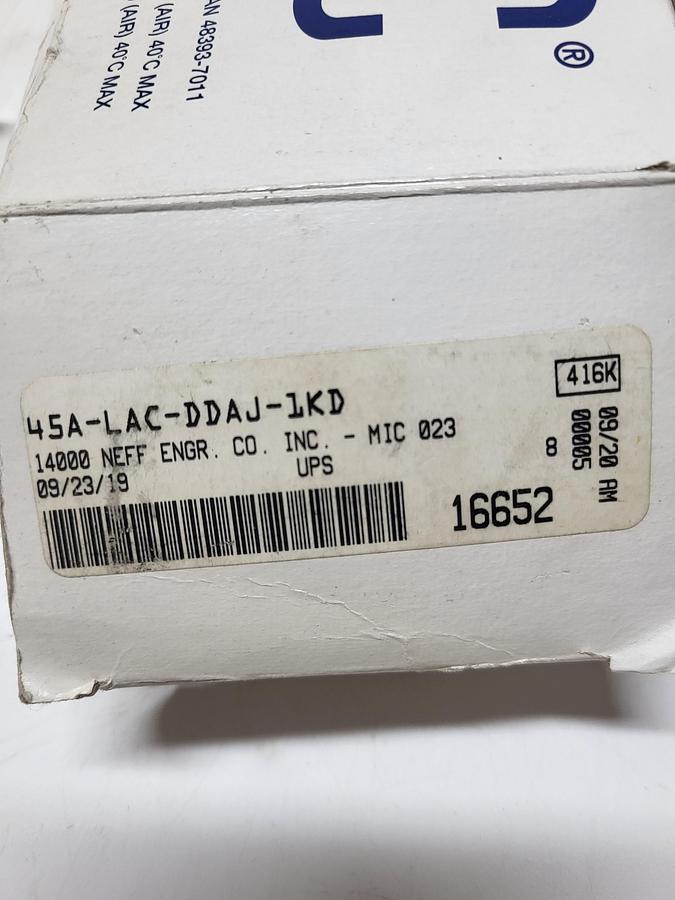 AN 48393-7011
(AIR) 40°C MAX
(AIR) 40°C MAX
®
45A-LAC-DDAJ-1KD
14000 NEFF ENGR. CO. INC. - MIC 023
09/23/19
UPS
16652
416K
09/20 AM
00005
8